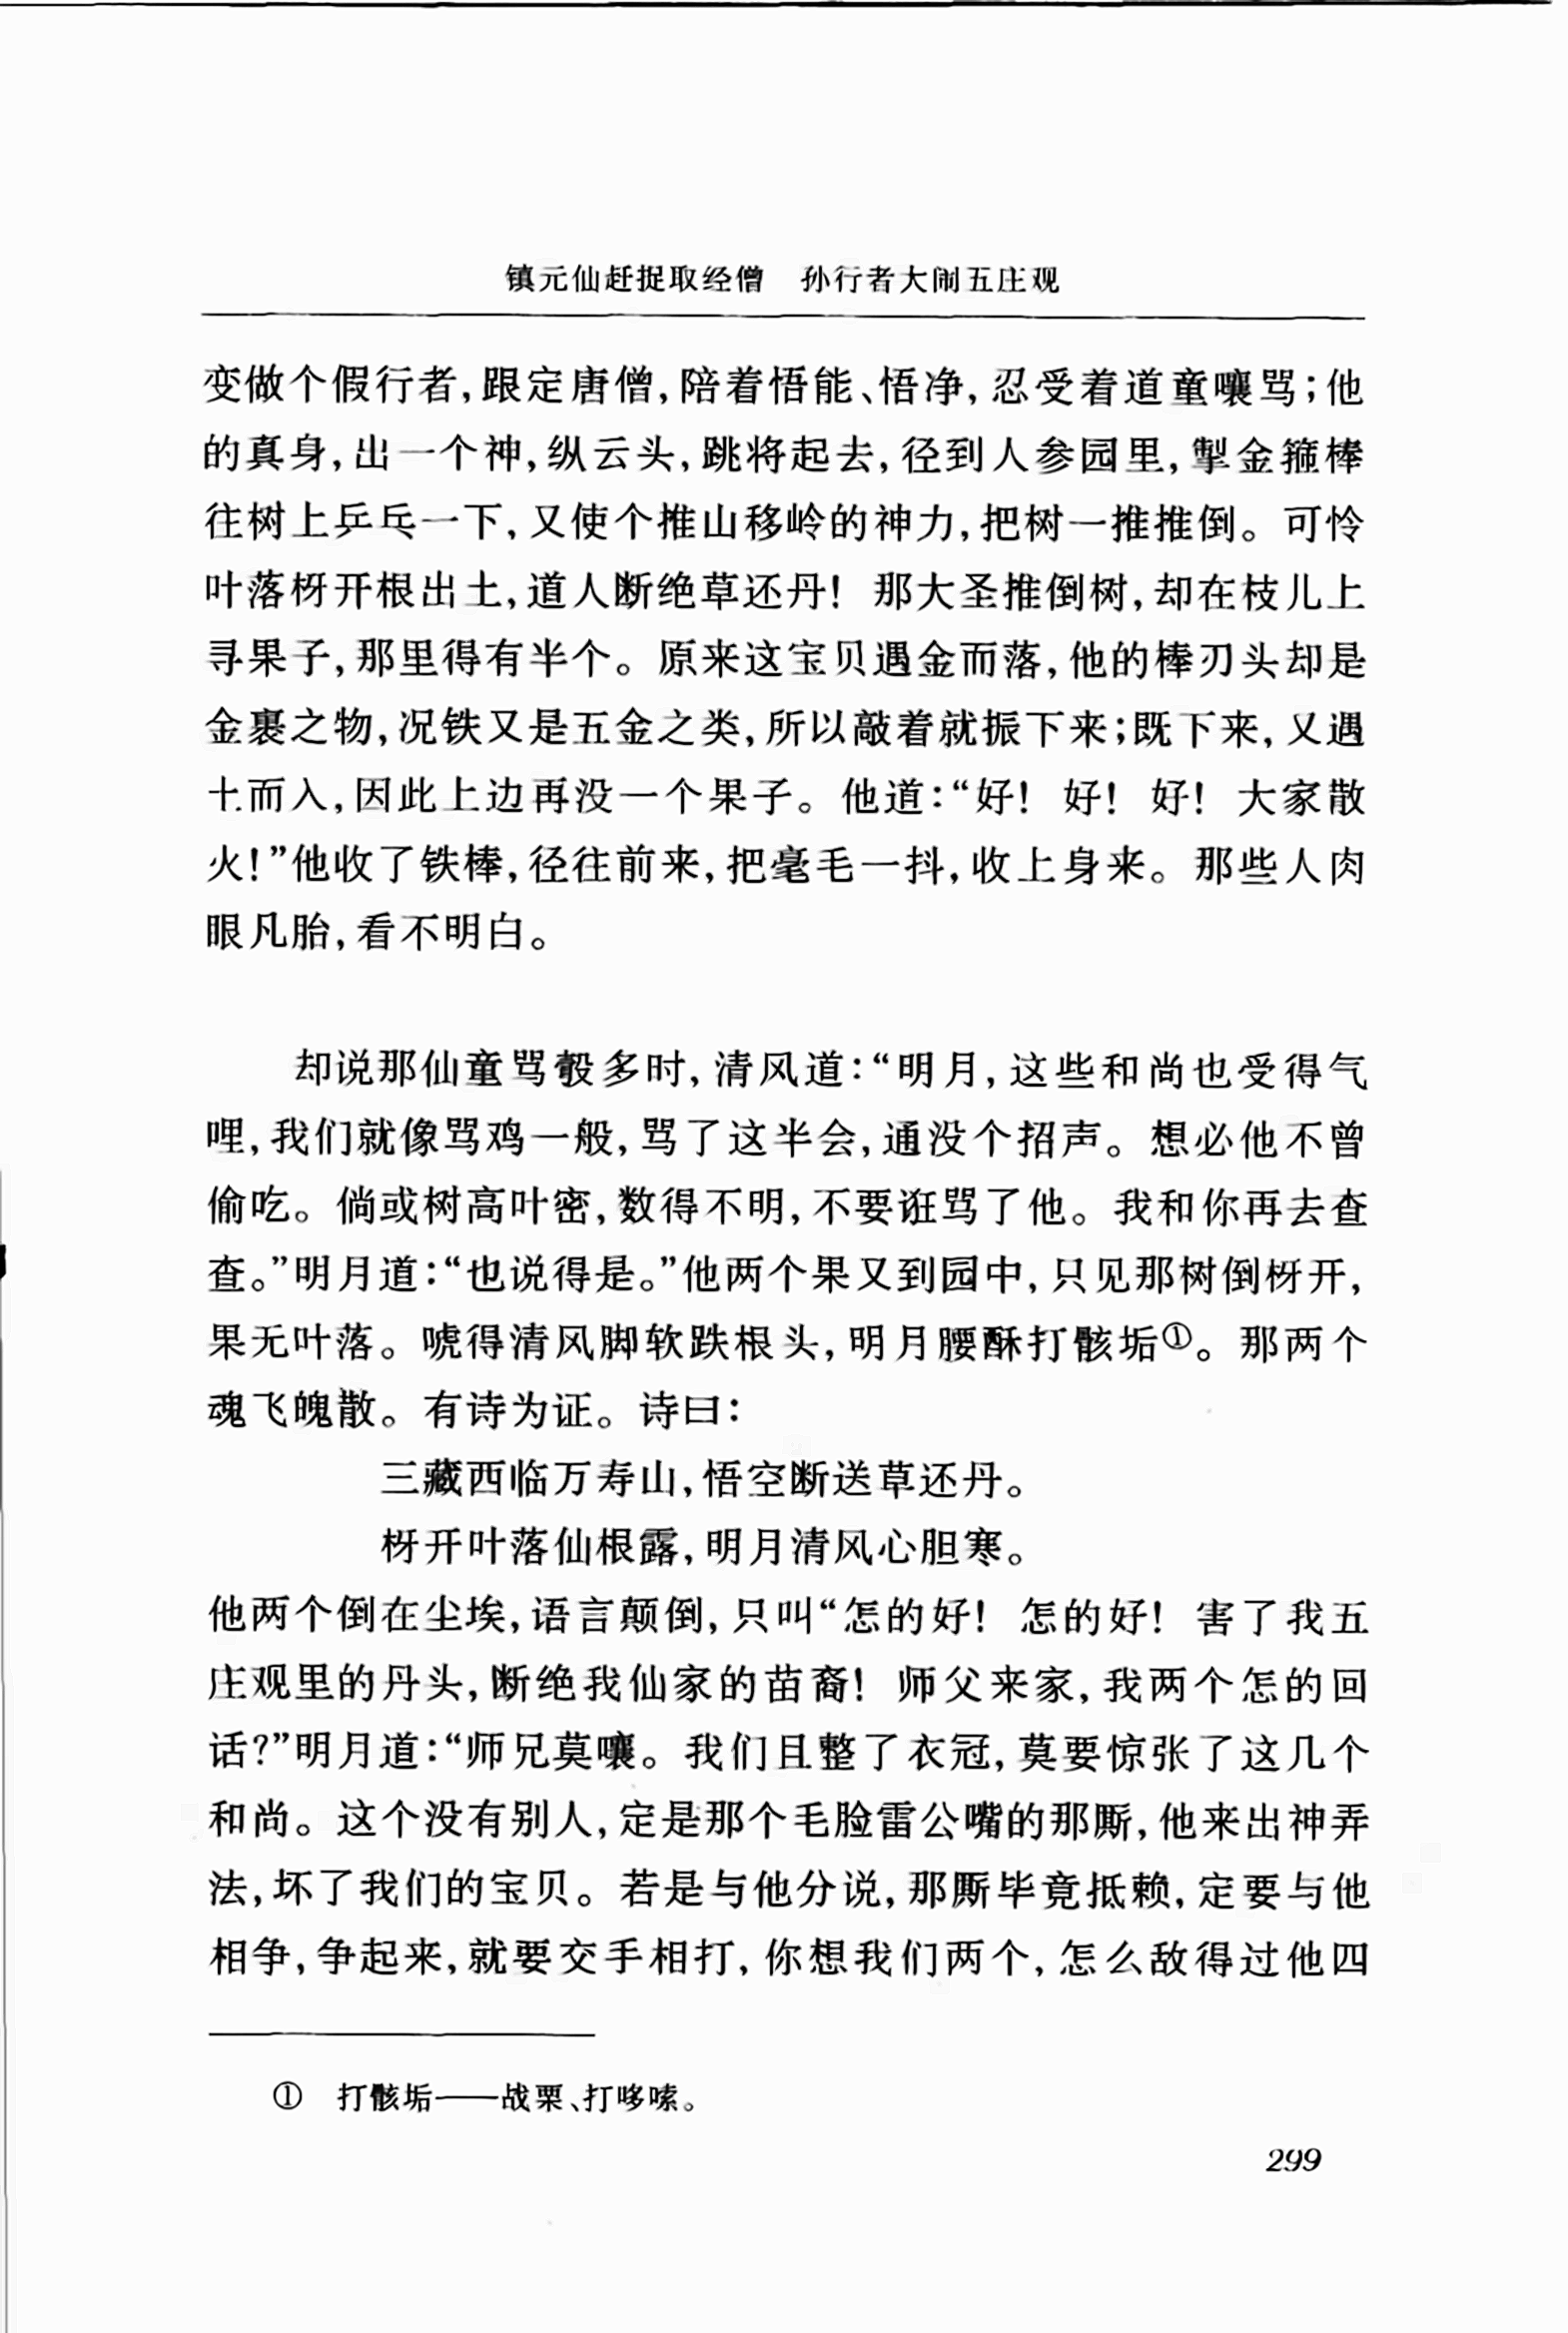 镇元仙赶捉取经僧　孙行者大闹五庄观
变做个假行者,跟定唐僧,陪着悟能、悟净,忍受着道童嚷骂;他
的真身,出一个神,纵云头,跳将起去,径到人参园里,掣金箍棒
往树上乒乓一下,又使个推山移岭的神力,把树一推推倒。可怜
叶落枒开根出土,道人断绝草还丹! 那大圣推倒树,却在枝儿上
寻果子,那里得有半个。原来这宝贝遇金而落,他的棒刃头却是
金裹之物,况铁又是五金之类,所以敲着就振下来;既下来,又遇
土而入,因此上边再没一个果子。他道:“好! 好! 好! 大家散
火!”他收了铁棒,径往前来,把毫毛一抖,收上身来。那些人肉
眼凡胎,看不明白。
却说那仙童骂彀多时,清风道:“明月,这些和尚也受得气
哩,我们就像骂鸡一般,骂了这半会,通没个招声。想必他不曾
偷吃。倘或树高叶密,数得不明,不要诳骂了他。我和你再去查
查。”明月道:“也说得是。”他两个果又到园中,只见那树倒枒开,
果无叶落。唬得清风脚软跌根头,明月腰酥打骸垢①。那两个
魂飞魄散。有诗为证。诗曰:
三藏西临万寿山,悟空断送草还丹。
枒开叶落仙根露,明月清风心胆寒。
他两个倒在尘埃,语言颠倒,只叫“怎的好! 怎的好! 害了我五
庄观里的丹头,断绝我仙家的苗裔! 师父来家,我两个怎的回
话?”明月道:“师兄莫嚷。我们且整了衣冠,莫要惊张了这几个
和尚。这个没有别人,定是那个毛脸雷公嘴的那厮,他来出神弄
法,坏了我们的宝贝。若是与他分说,那厮毕竟抵赖,定要与他
相争,争起来,就要交手相打,你想我们两个,怎么敌得过他四
①　打骸垢——战栗、打哆嗦。
299